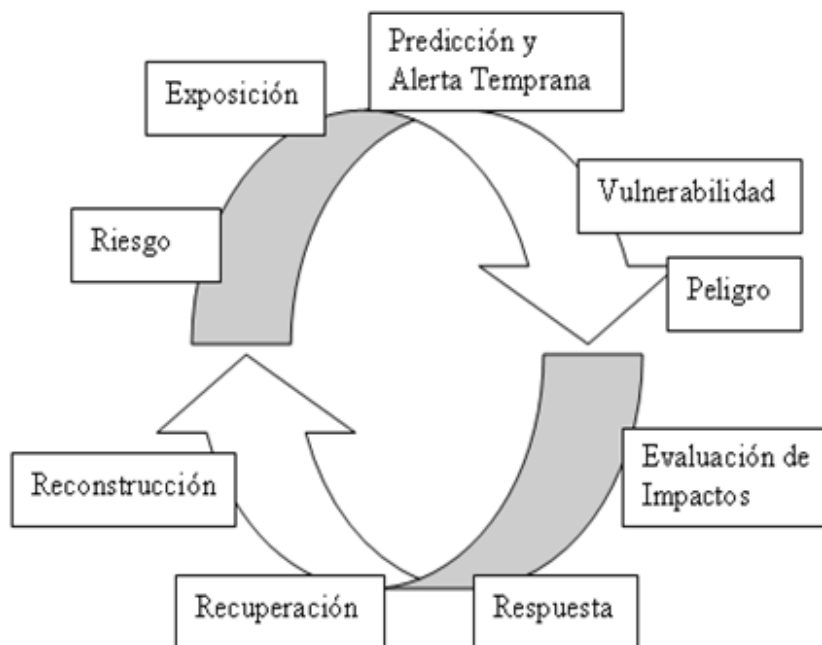 Predicción y
Alerta Temprana
Exposición
Vulnerabilidad
Riesgo
Peligro
Evaluación de
Impactos
Reconstrucción
Recuperación
Respuesta